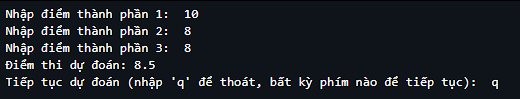 Nhập điểm thành phần 1:  10
Nhập điểm thành phần 2:  8
Nhập điểm thành phần 3:  8
Điểm thi dự đoán: 8.5
Tiếp tục dự đoán (nhập 'q' để thoát, bất kỳ phím nào để tiếp tục):  q